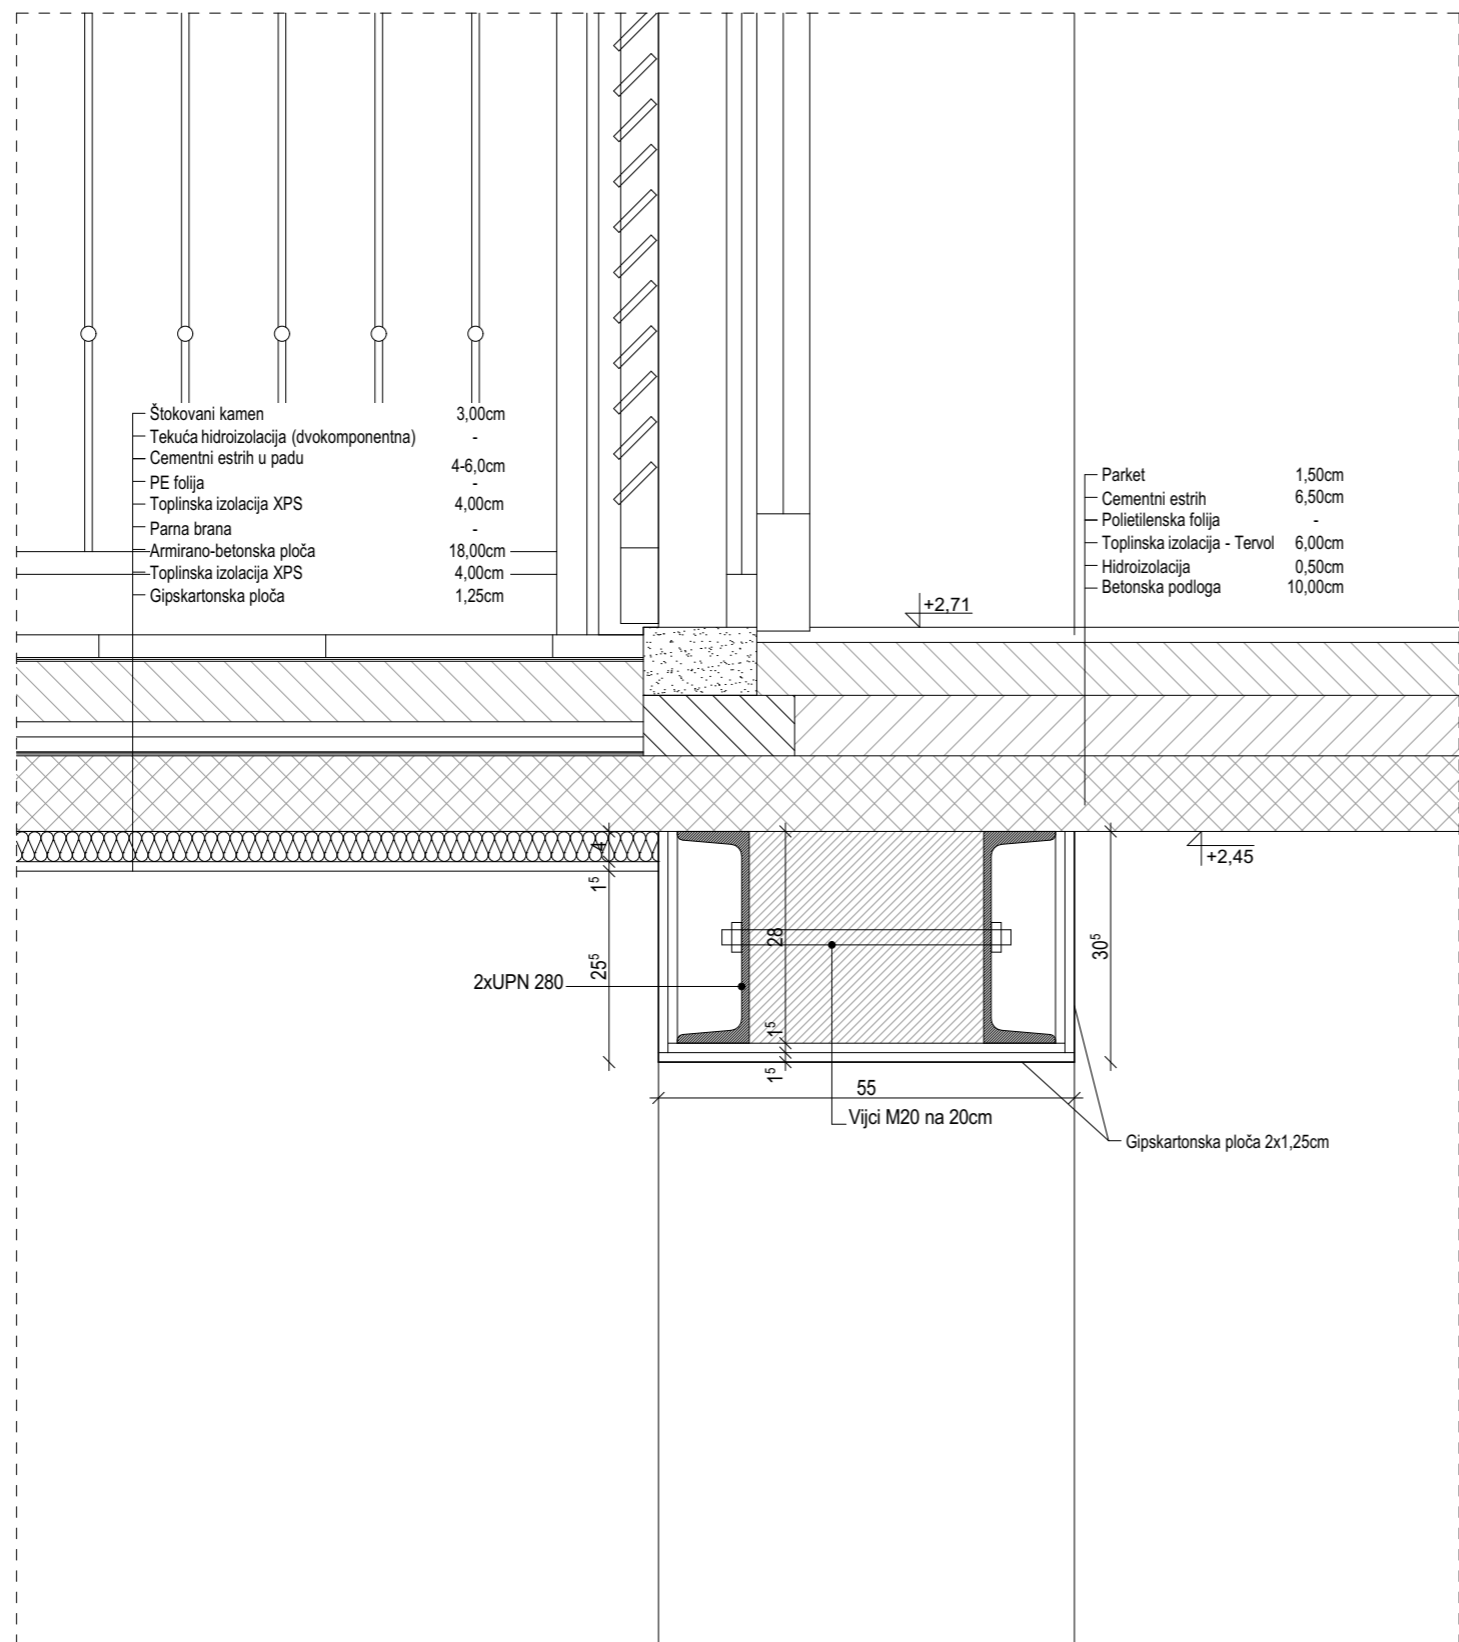 Štokovani kamen 3,00cm
Tekuća hidroizolacija (dvokomponentna) -
Cementni estrih u padu 4-6,0cm
PE folija -
Toplinska izolacija XPS 4,00cm
Parna brana -
Armirano-betonska ploča 18,00cm
Toplinska izolacija XPS 4,00cm
Gipskartonska ploča 1,25cm
Parket 1,50cm
Cementni estrih 6,50cm
Polietilenska folija -
Toplinska izolacija - Tervol 6,00cm
Hidroizolacija 0,50cm
Betonska podloga 10,00cm
+2,71
+2,45
4
1⁵
25⁵
28
1⁵
1⁵
30⁵
2xUPN 280
55
Vijci M20 na 20cm
Gipskartonska ploča 2x1,25cm